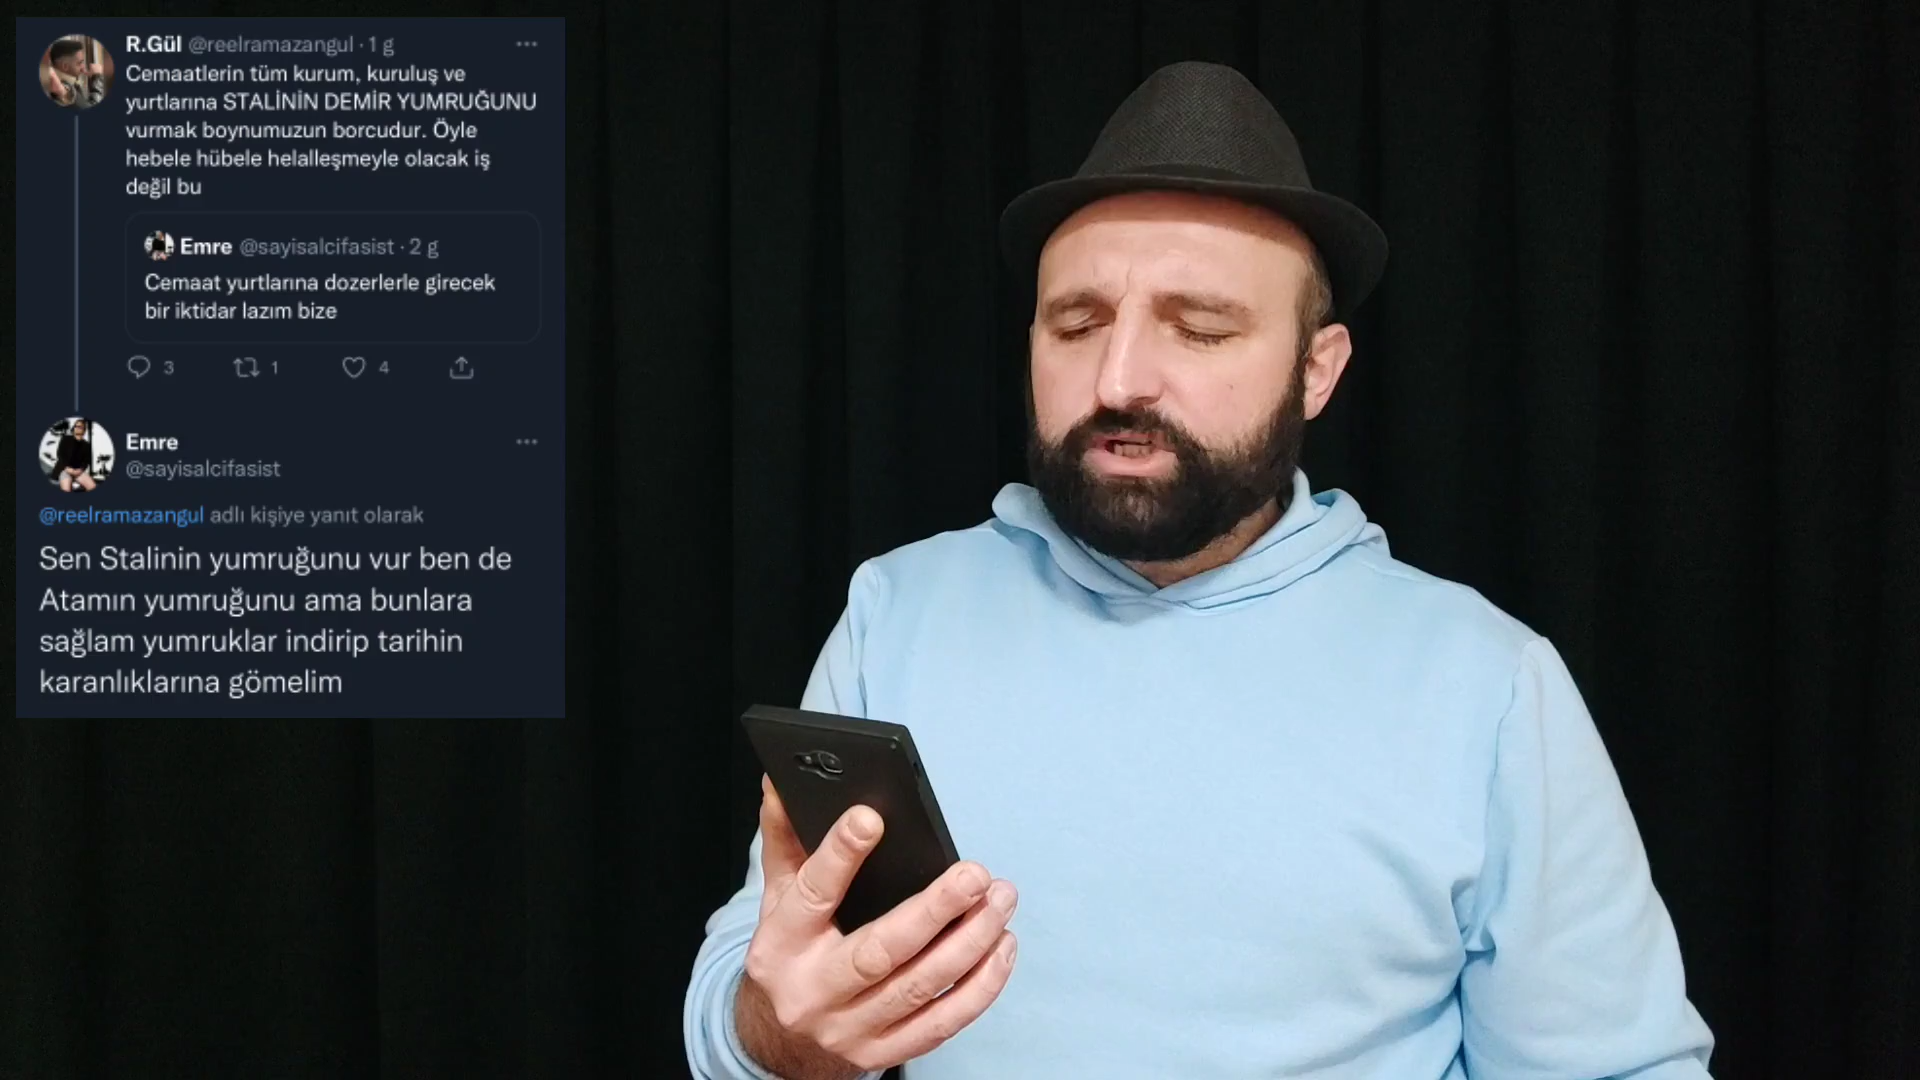 R.Gül @reelramazangul · 1 g
Cemaatlerin tüm kurum, kuruluş ve
yurtlarına STALİNİN DEMİR YUMRUĞUNU
vurmak boynumuzun borcudur. Öyle
hebele hübele helalleşmeyle olacak iş
değil bu
Emre @sayisalcifasist · 2 g
Cemaat yurtlarına dozerlerle girecek
bir iktidar lazım bize
3 1 4
Emre
@sayisalcifasist
@reelramazangul adlı kişiye yanıt olarak
Sen Stalinin yumruğunu vur ben de
Atamın yumruğunu ama bunlara
sağlam yumruklar indirip tarihin
karanlıklarına gömelim